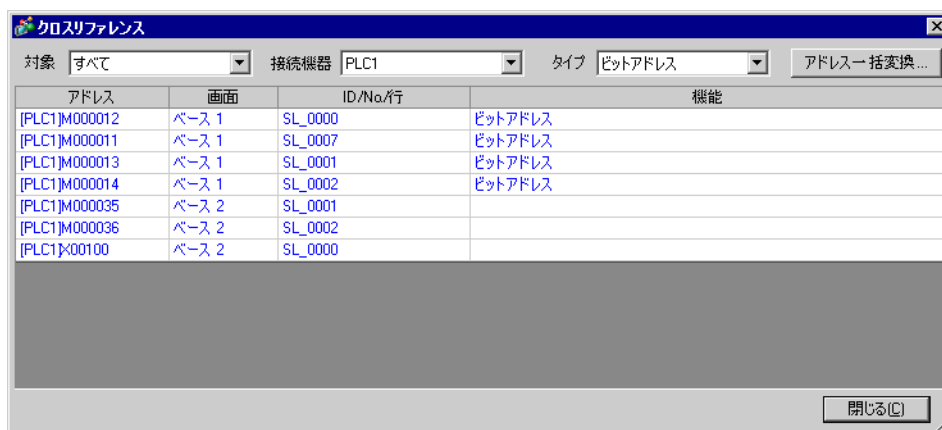 クロスリファレンス
対象 すべて 接続機器 PLC1 タイプ ビットアドレス アドレス一括変換...
アドレス 画面 ID/No./行 機能
[PLC1]M000012 ベース 1 SL_0000 ビットアドレス
[PLC1]M000011 ベース 1 SL_0007 ビットアドレス
[PLC1]M000013 ベース 1 SL_0001 ビットアドレス
[PLC1]M000014 ベース 1 SL_0002 ビットアドレス
[PLC1]M000035 ベース 2 SL_0001
[PLC1]M000036 ベース 2 SL_0002
[PLC1]X00100 ベース 2 SL_0000
閉じる(C)